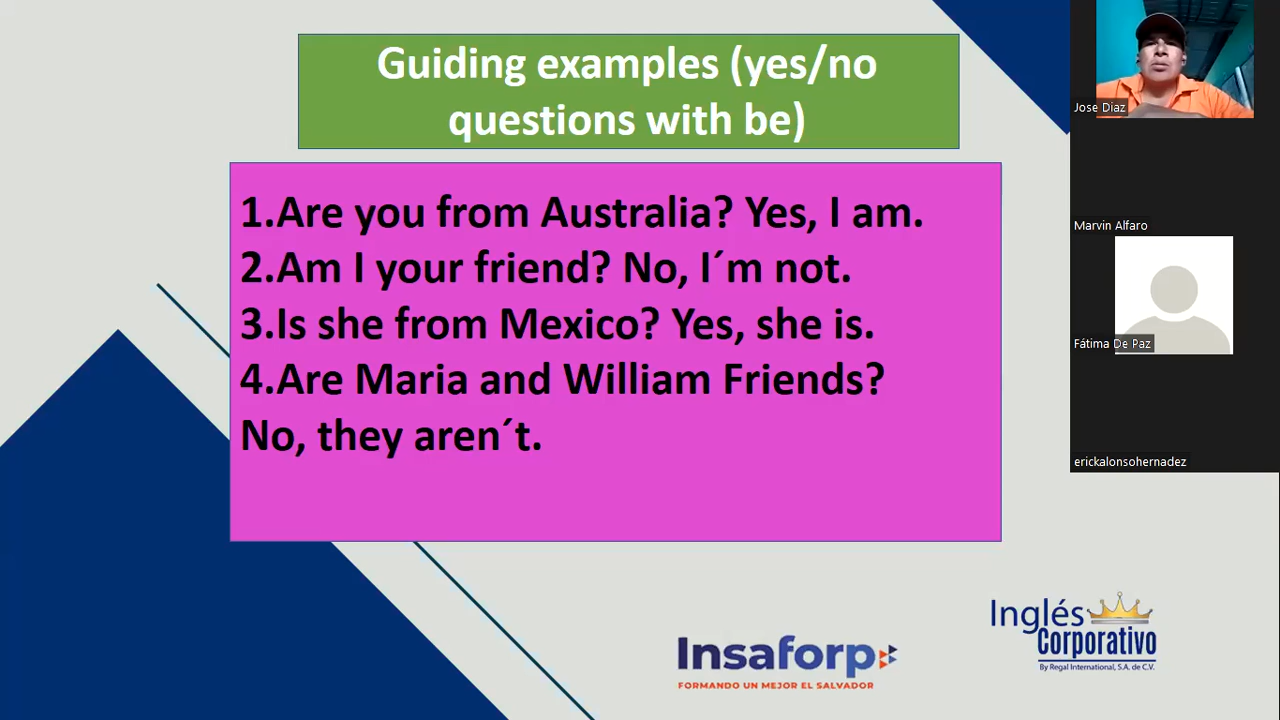 Guiding examples (yes/no
questions with be)
1.Are you from Australia? Yes, I am.
2.Am I your friend? No, I´m not.
3.Is she from Mexico? Yes, she is.
4.Are Maria and William Friends?
No, they aren´t.
Jose Diaz
Marvin Alfaro
Fátima De Paz
erickalonsohernadez
Insaforp
FORMANDO UN MEJOR EL SALVADOR
Inglés
Corporativo
By Regal International, S.A. de C.V.